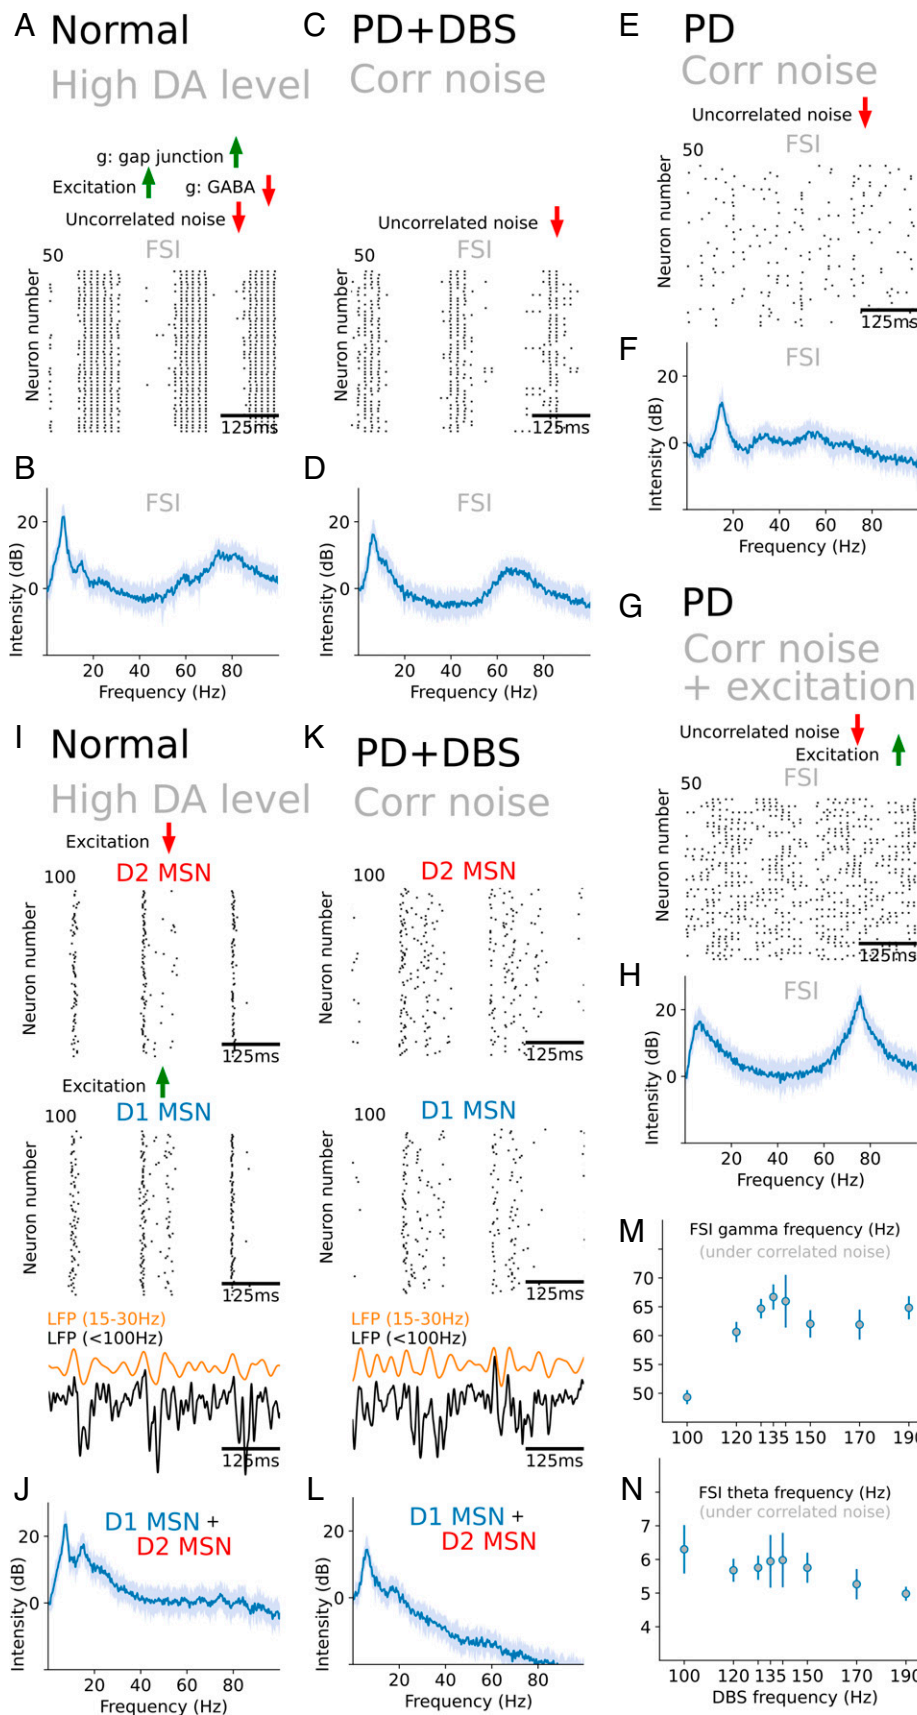 A Normal
High DA level
g: gap junction
Excitation g: GABA
Uncorrelated noise
50 FSI
Neuron number
125ms
B
FSI
Intensity (dB)
20
0
20 40 60 80
Frequency (Hz)
C PD+DBS
Corr noise
Uncorrelated noise
50 FSI
Neuron number
125ms
D
FSI
Intensity (dB)
20
0
20 40 60 80
Frequency (Hz)
E PD
Corr noise
Uncorrelated noise
50 FSI
Neuron number
125ms
F
FSI
Intensity (dB)
20
0
20 40 60 80
Frequency (Hz)
G PD
Corr noise
+ excitation
Uncorrelated noise
Excitation
50 FSI
Neuron number
125ms
H
FSI
Intensity (dB)
20
0
20 40 60 80
Frequency (Hz)
I Normal
High DA level
Excitation
100 D2 MSN
Neuron number
125ms
Excitation
100 D1 MSN
Neuron number
125ms
LFP (15-30Hz)
LFP (<100Hz)
125ms
J
D1 MSN +
D2 MSN
Intensity (dB)
20
0
20 40 60 80
Frequency (Hz)
K PD+DBS
Corr noise
100 D2 MSN
Neuron number
125ms
100 D1 MSN
Neuron number
125ms
LFP (15-30Hz)
LFP (<100Hz)
125ms
L
D1 MSN +
D2 MSN
Intensity (dB)
20
0
20 40 60 80
Frequency (Hz)
M
FSI gamma frequency (Hz)
(under correlated noise)
70
65
60
55
50
100 120 135 150 170 190
N
FSI theta frequency (Hz)
(under correlated noise)
7
6
5
4
100 120 135 150 170 190
DBS frequency (Hz)